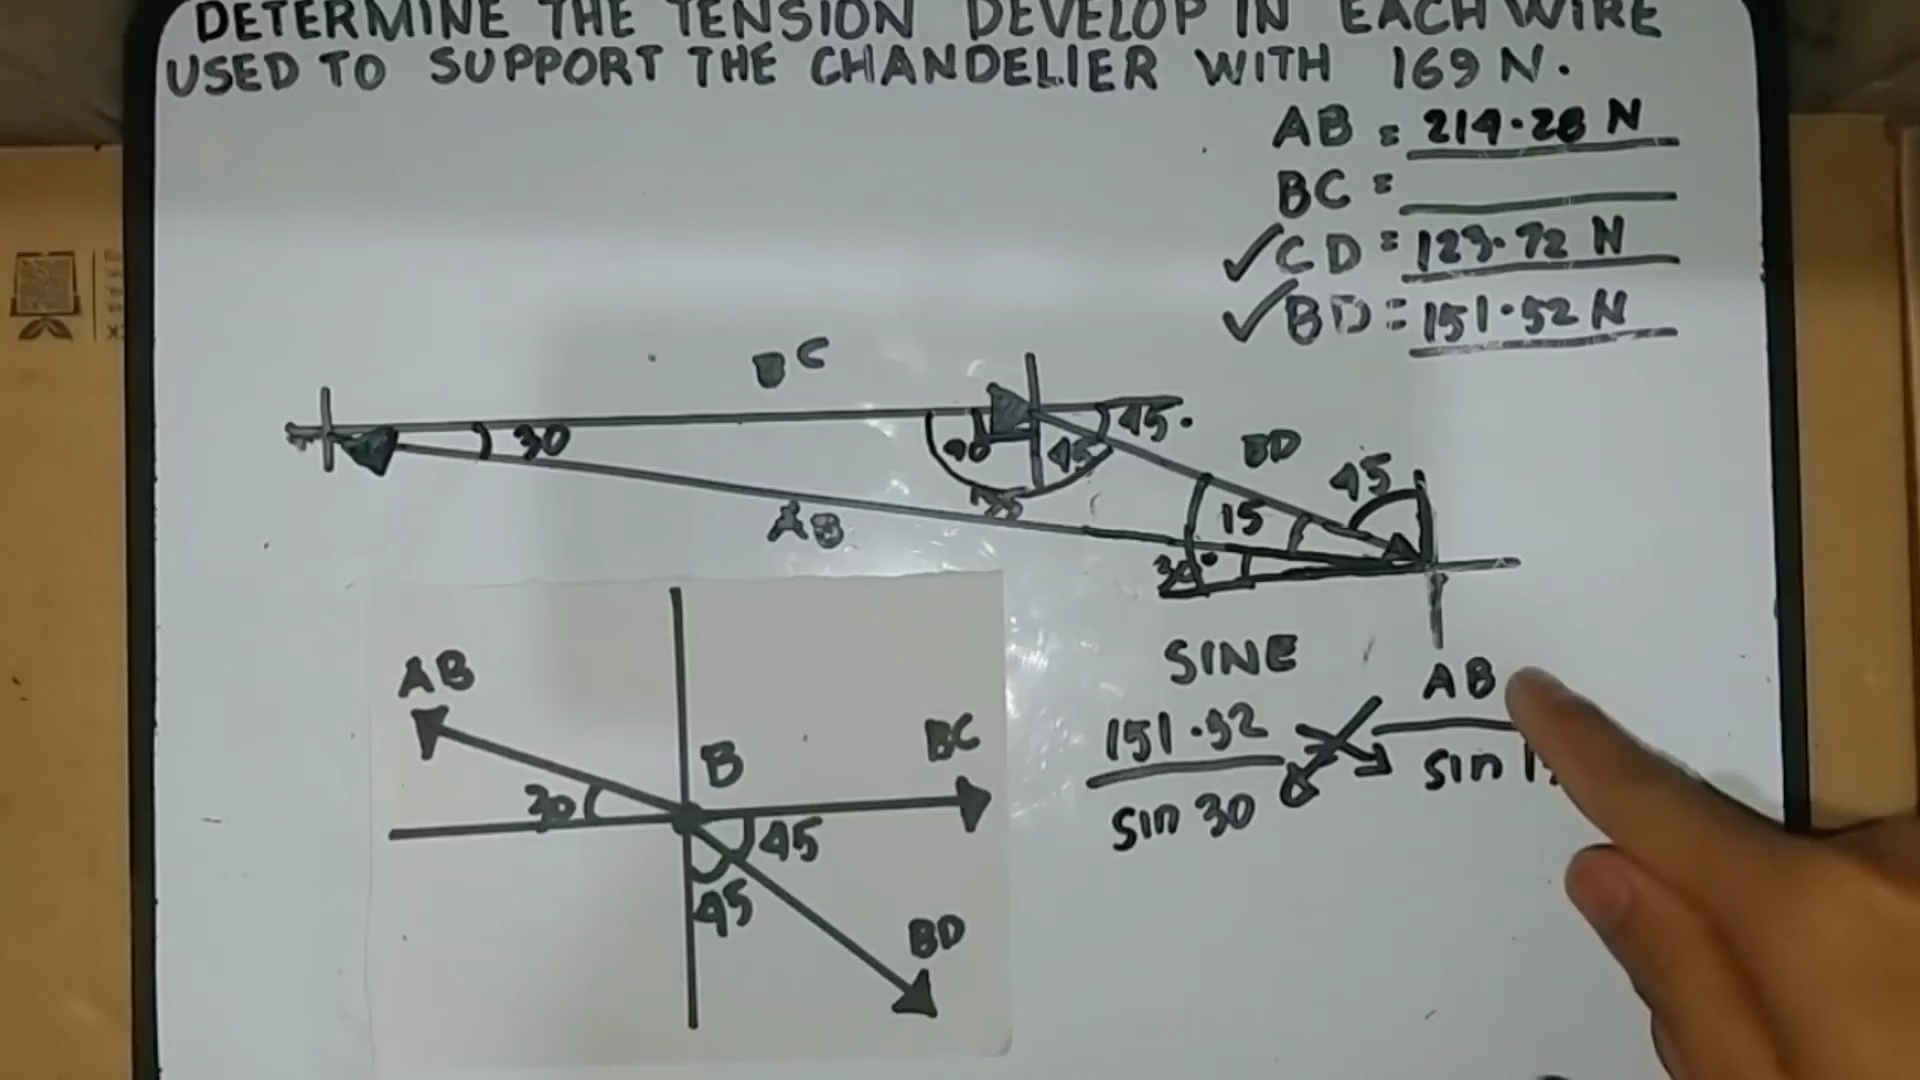 DETERMINE THE TENSION DEVELOP IN EACH WIRE
USED TO SUPPORT THE CHANDELIER WITH 169 N.
AB = 214.28 N
BC =
✓CD = 123.72 N
✓BD = 151.52 N
BC
30
90
45
45.
BD
45
15
30°
AB
SINE
151.52
sin 30
AB
sin
AB
B
BC
30
45
45
BD